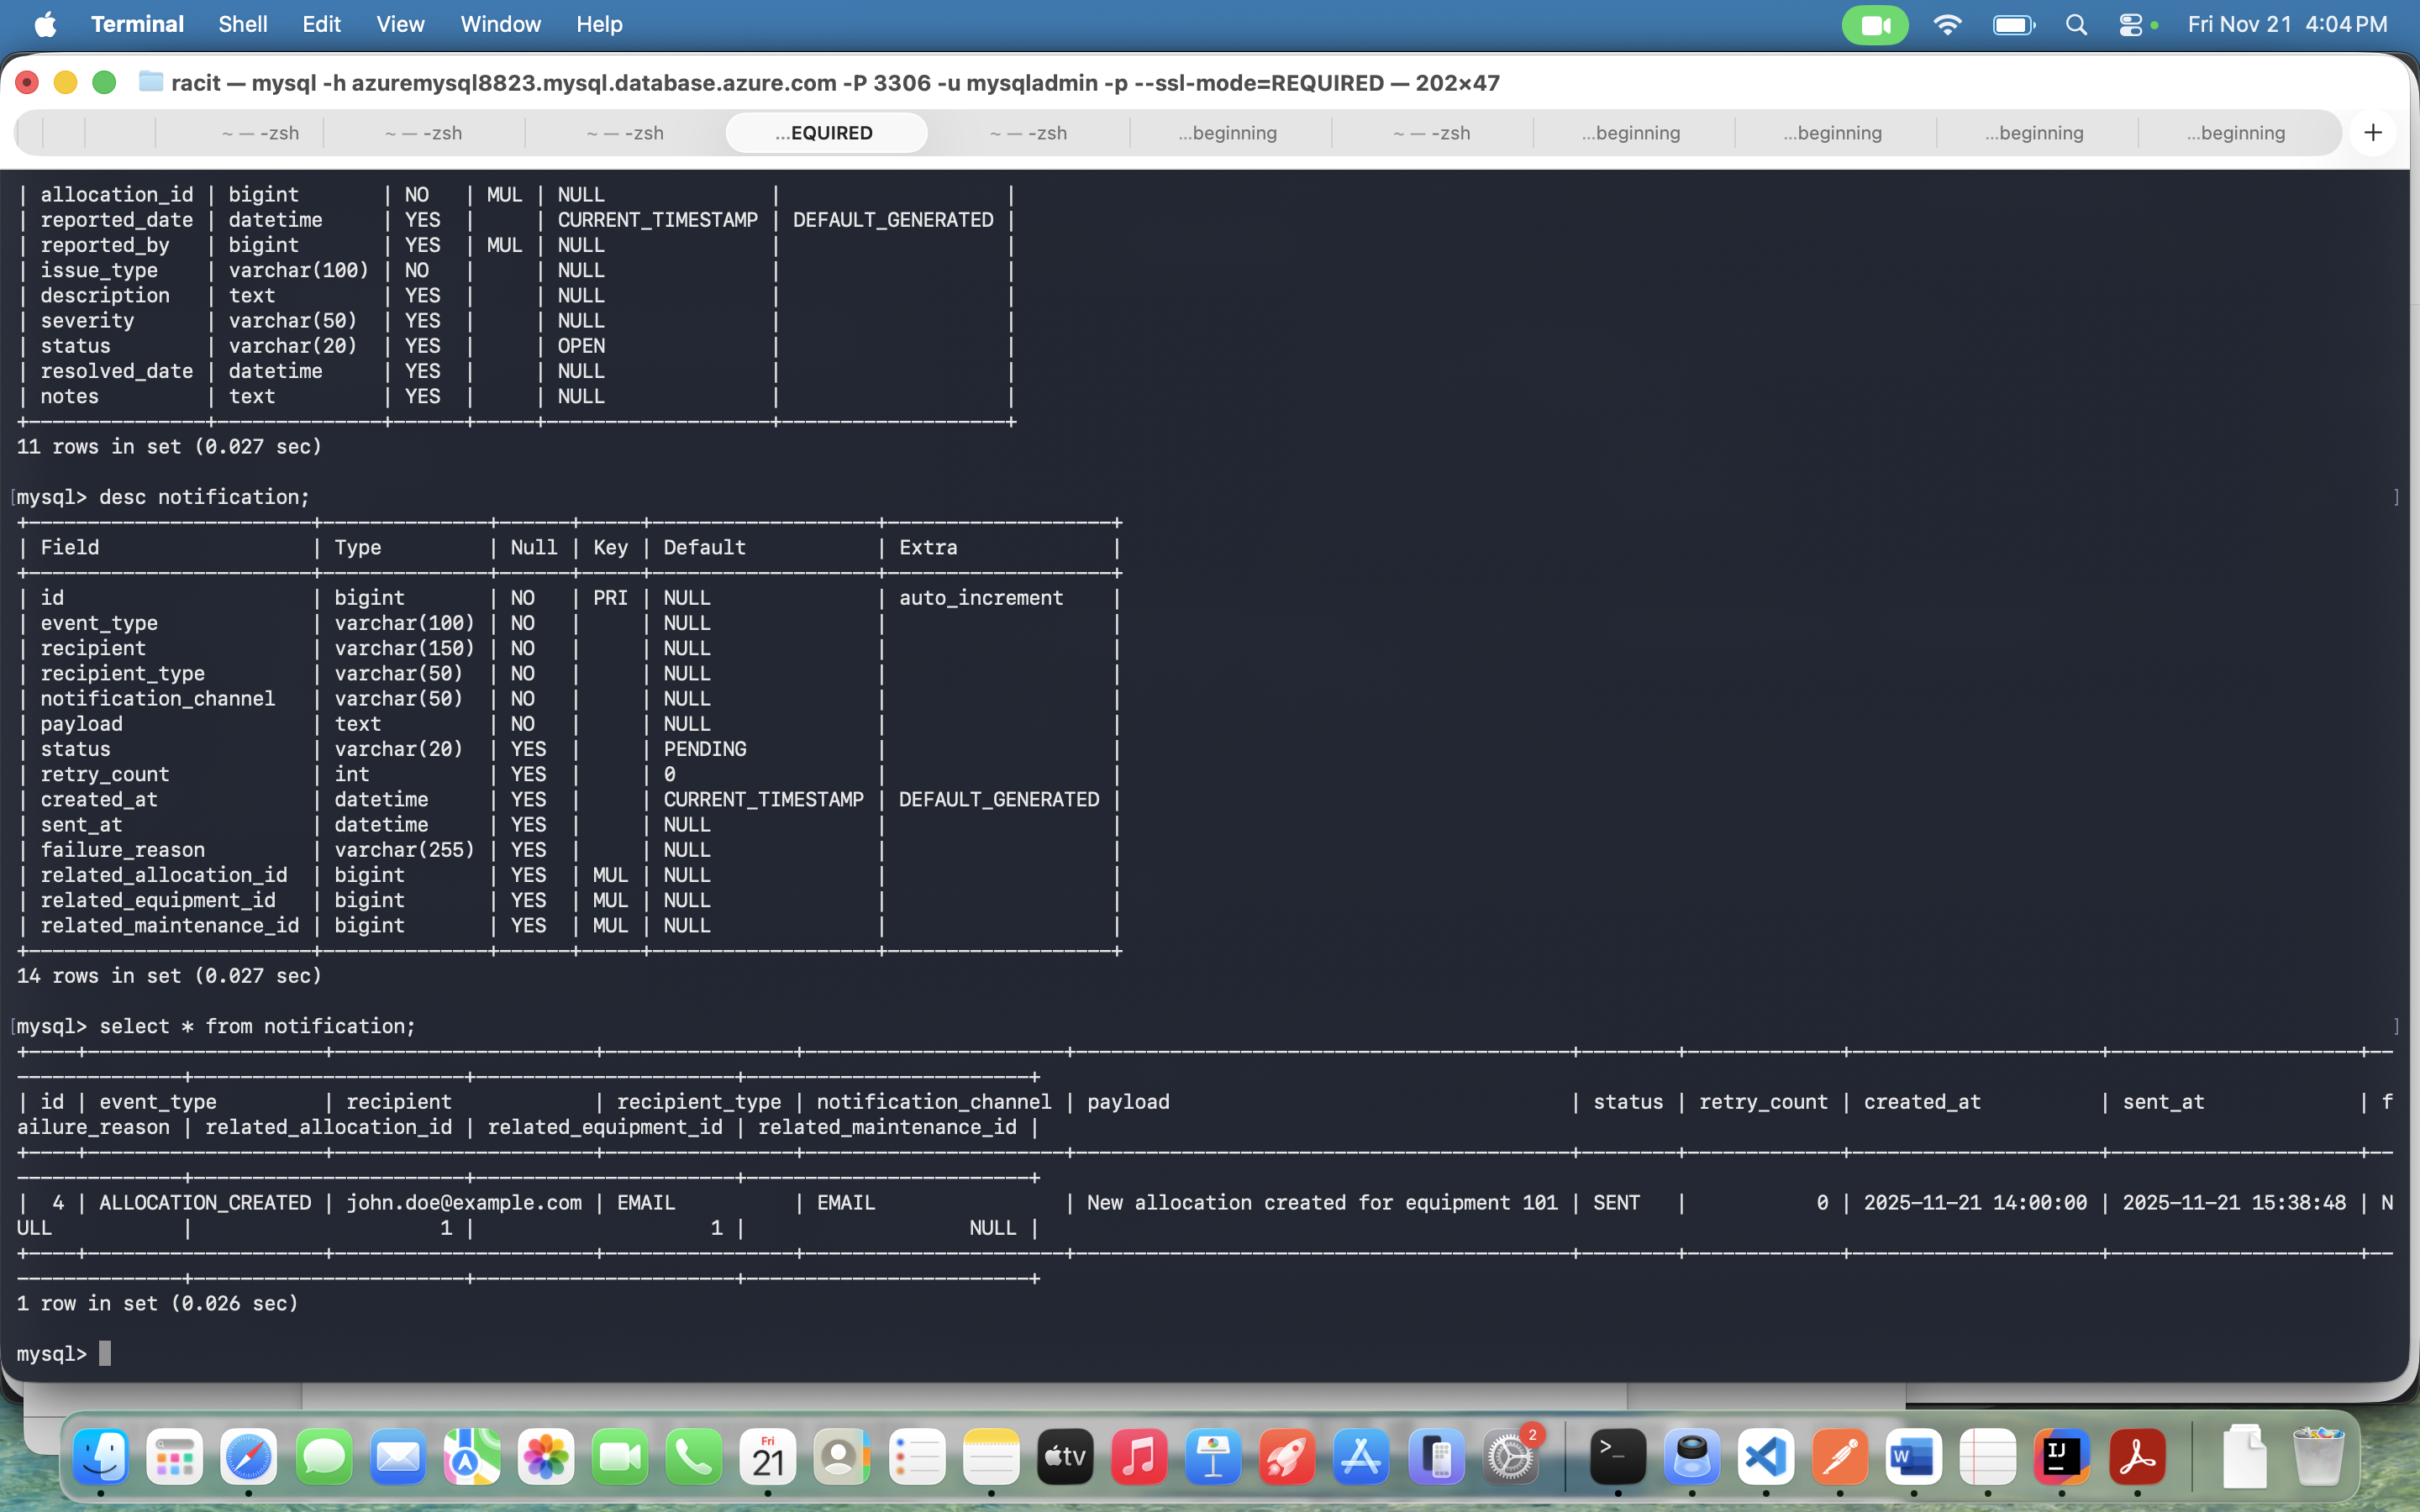 Terminal Shell Edit View Window Help Fri Nov 21 4:04 PM
racit — mysql -h azuremysql8823.mysql.database.azure.com -P 3306 -u mysqladmin -p --ssl-mode=REQUIRED — 202×47
~ — -zsh ~ — -zsh ~ — -zsh ...EQUIRED ~ — -zsh ...beginning ~ — -zsh ...beginning ...beginning ...beginning ...beginning +
| allocation_id | bigint | NO | MUL | NULL | |
| reported_date | datetime | YES | | CURRENT_TIMESTAMP | DEFAULT_GENERATED |
| reported_by | bigint | YES | MUL | NULL | |
| issue_type | varchar(100) | NO | | NULL | |
| description | text | YES | | NULL | |
| severity | varchar(50) | YES | | NULL | |
| status | varchar(20) | YES | | OPEN | |
| resolved_date | datetime | YES | | NULL | |
| notes | text | YES | | NULL | |
+---------------+--------------+------+-----+-------------------+-------------------+
11 rows in set (0.027 sec)
[mysql> desc notification; ]
+------------------------+--------------+------+-----+-------------------+-------------------+
| Field | Type | Null | Key | Default | Extra |
+------------------------+--------------+------+-----+-------------------+-------------------+
| id | bigint | NO | PRI | NULL | auto_increment |
| event_type | varchar(100) | NO | | NULL | |
| recipient | varchar(150) | NO | | NULL | |
| recipient_type | varchar(50) | NO | | NULL | |
| notification_channel | varchar(50) | NO | | NULL | |
| payload | text | NO | | NULL | |
| status | varchar(20) | YES | | PENDING | |
| retry_count | int | YES | | 0 | |
| created_at | datetime | YES | | CURRENT_TIMESTAMP | DEFAULT_GENERATED |
| sent_at | datetime | YES | | NULL | |
| failure_reason | varchar(255) | YES | | NULL | |
| related_allocation_id | bigint | YES | MUL | NULL | |
| related_equipment_id | bigint | YES | MUL | NULL | |
| related_maintenance_id | bigint | YES | MUL | NULL | |
+------------------------+--------------+------+-----+-------------------+-------------------+
14 rows in set (0.027 sec)
[mysql> select * from notification; ]
+----+--------------------+----------------------+----------------+----------------------+------------------------------------------+--------+-------------+---------------------+---------------------+--
--------------+-----------------------+----------------------+------------------------+
| id | event_type | recipient | recipient_type | notification_channel | payload | status | retry_count | created_at | sent_at | f
ailure_reason | related_allocation_id | related_equipment_id | related_maintenance_id |
+----+--------------------+----------------------+----------------+----------------------+------------------------------------------+--------+-------------+---------------------+---------------------+--
--------------+-----------------------+----------------------+------------------------+
| 4 | ALLOCATION_CREATED | john.doe@example.com | EMAIL | EMAIL | New allocation created for equipment 101 | SENT | 0 | 2025-11-21 14:00:00 | 2025-11-21 15:38:48 | N
ULL | 1 | 1 | NULL |
+----+--------------------+----------------------+----------------+----------------------+------------------------------------------+--------+-------------+---------------------+---------------------+--
--------------+-----------------------+----------------------+------------------------+
1 row in set (0.026 sec)
mysql>
Fri
21
tv
2
>_
W
IJ